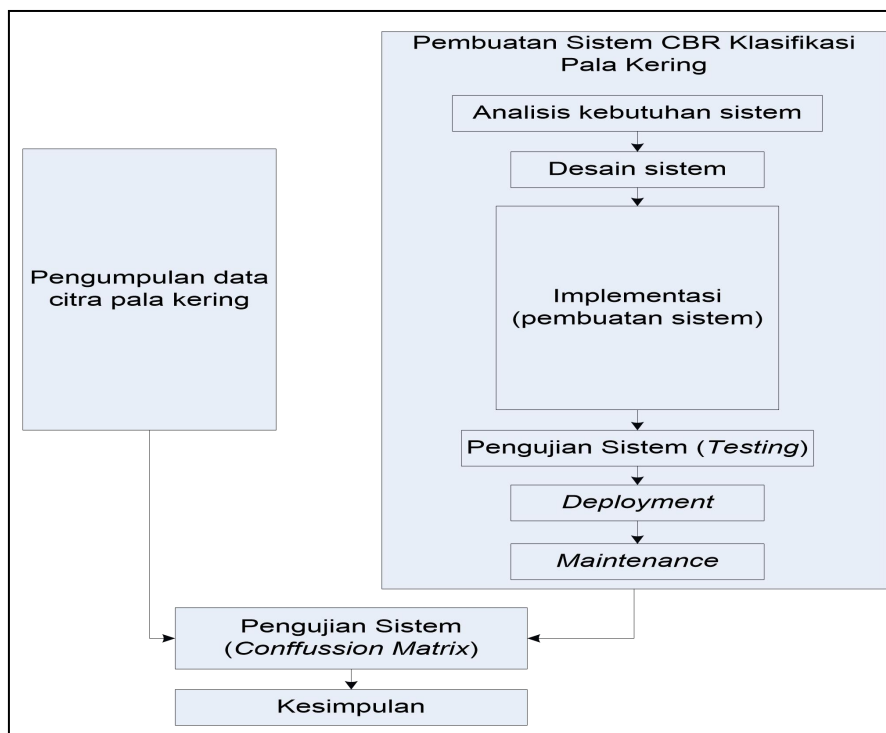 Pembuatan Sistem CBR Klasifikasi
Pala Kering
Analisis kebutuhan sistem
Desain sistem
Pengumpulan data
citra pala kering
Implementasi
(pembuatan sistem)
Pengujian Sistem (Testing)
Deployment
Maintenance
Pengujian Sistem
(Conffussion Matrix)
Kesimpulan